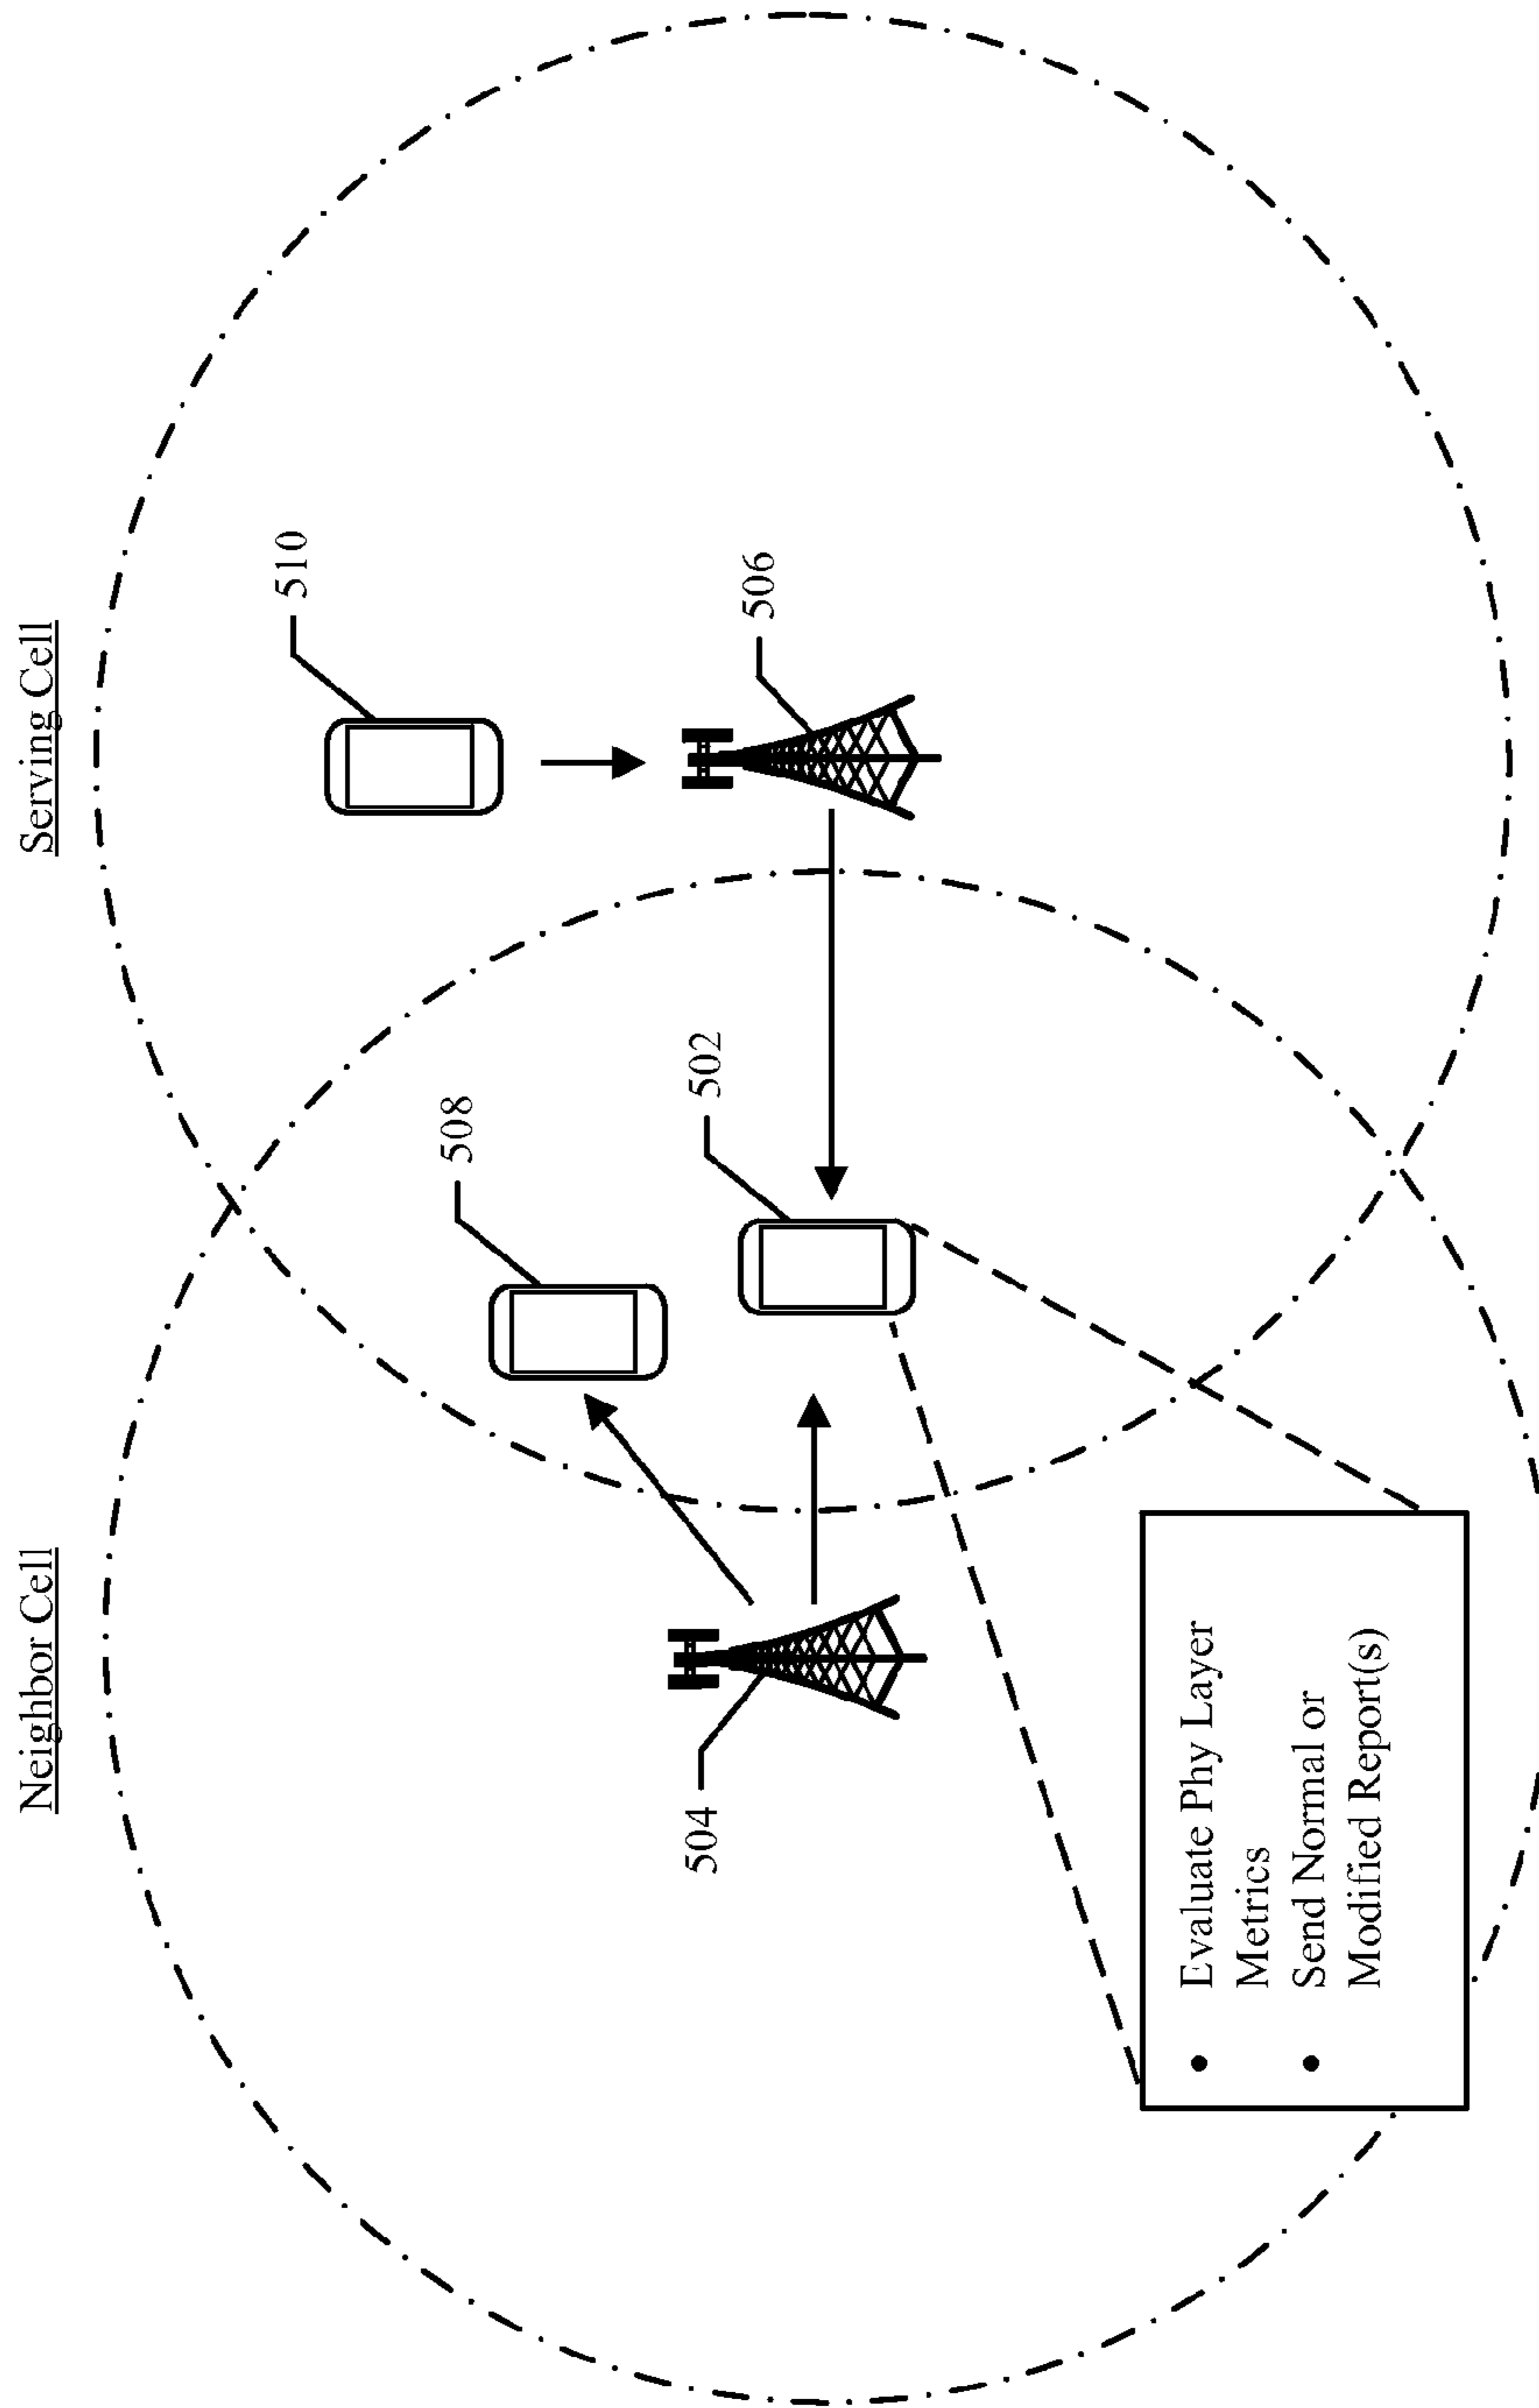 Neighbor Cell
Serving Cell
510
508
502
506
504
• Evaluate Phy Layer
Metrics
• Send Normal or
Modified Report(s)